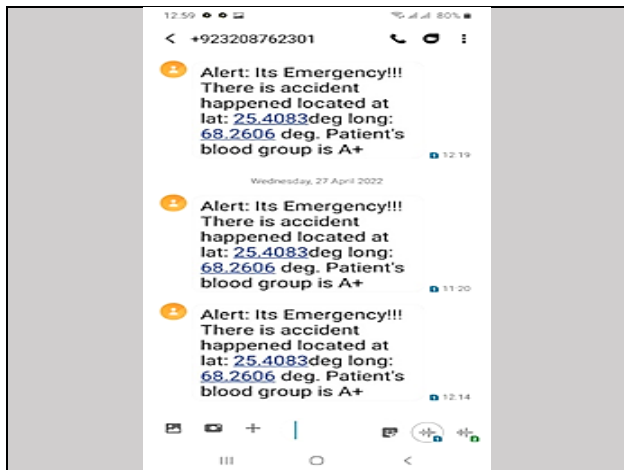 12:59 80%
+923208762301
Alert: Its Emergency!!!
There is accident
happened located at
lat: 25.4083deg long:
68.2606 deg. Patient's
blood group is A+
12:19
Wednesday, 27 April 2022
Alert: Its Emergency!!!
There is accident
happened located at
lat: 25.4083deg long:
68.2606 deg. Patient's
blood group is A+
11:20
Alert: Its Emergency!!!
There is accident
happened located at
lat: 25.4083deg long:
68.2606 deg. Patient's
blood group is A+
12:14